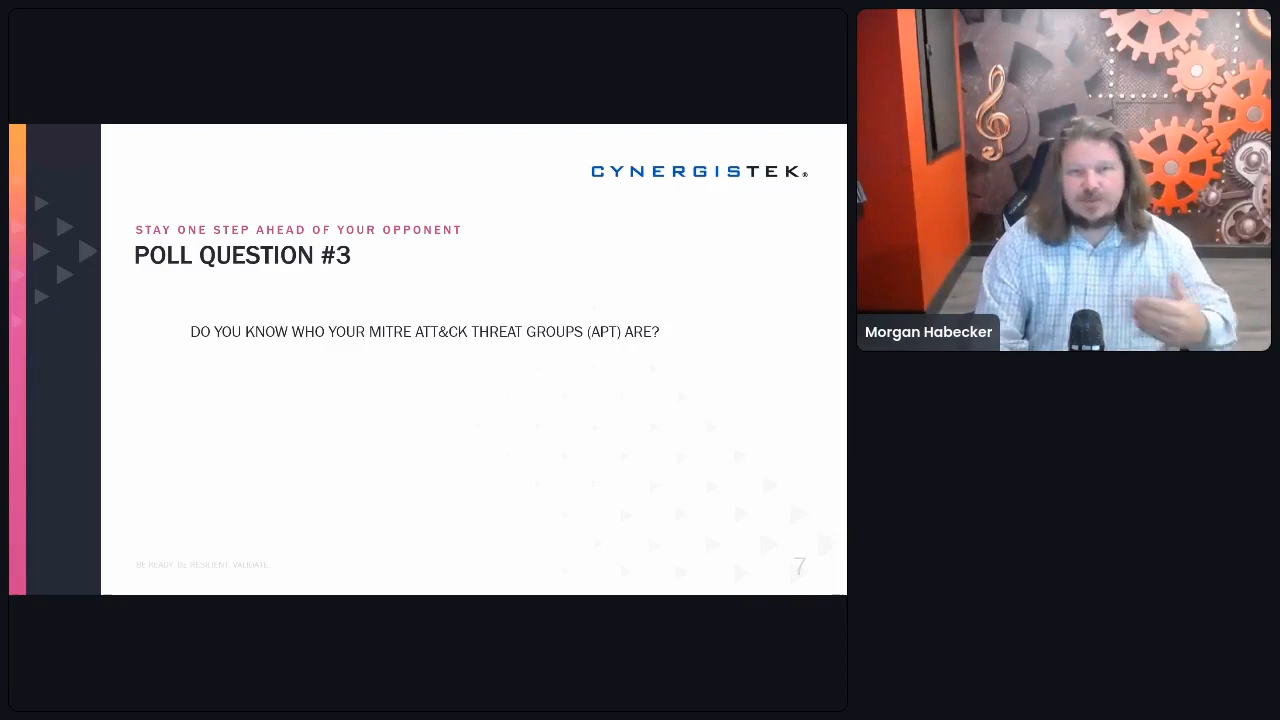 CYNERGISTEK®
STAY ONE STEP AHEAD OF YOUR OPPONENT
POLL QUESTION #3
DO YOU KNOW WHO YOUR MITRE ATT&CK THREAT GROUPS (APT) ARE?
BE READY. BE RESILIENT. VALIDATE.
7
Morgan Habecker